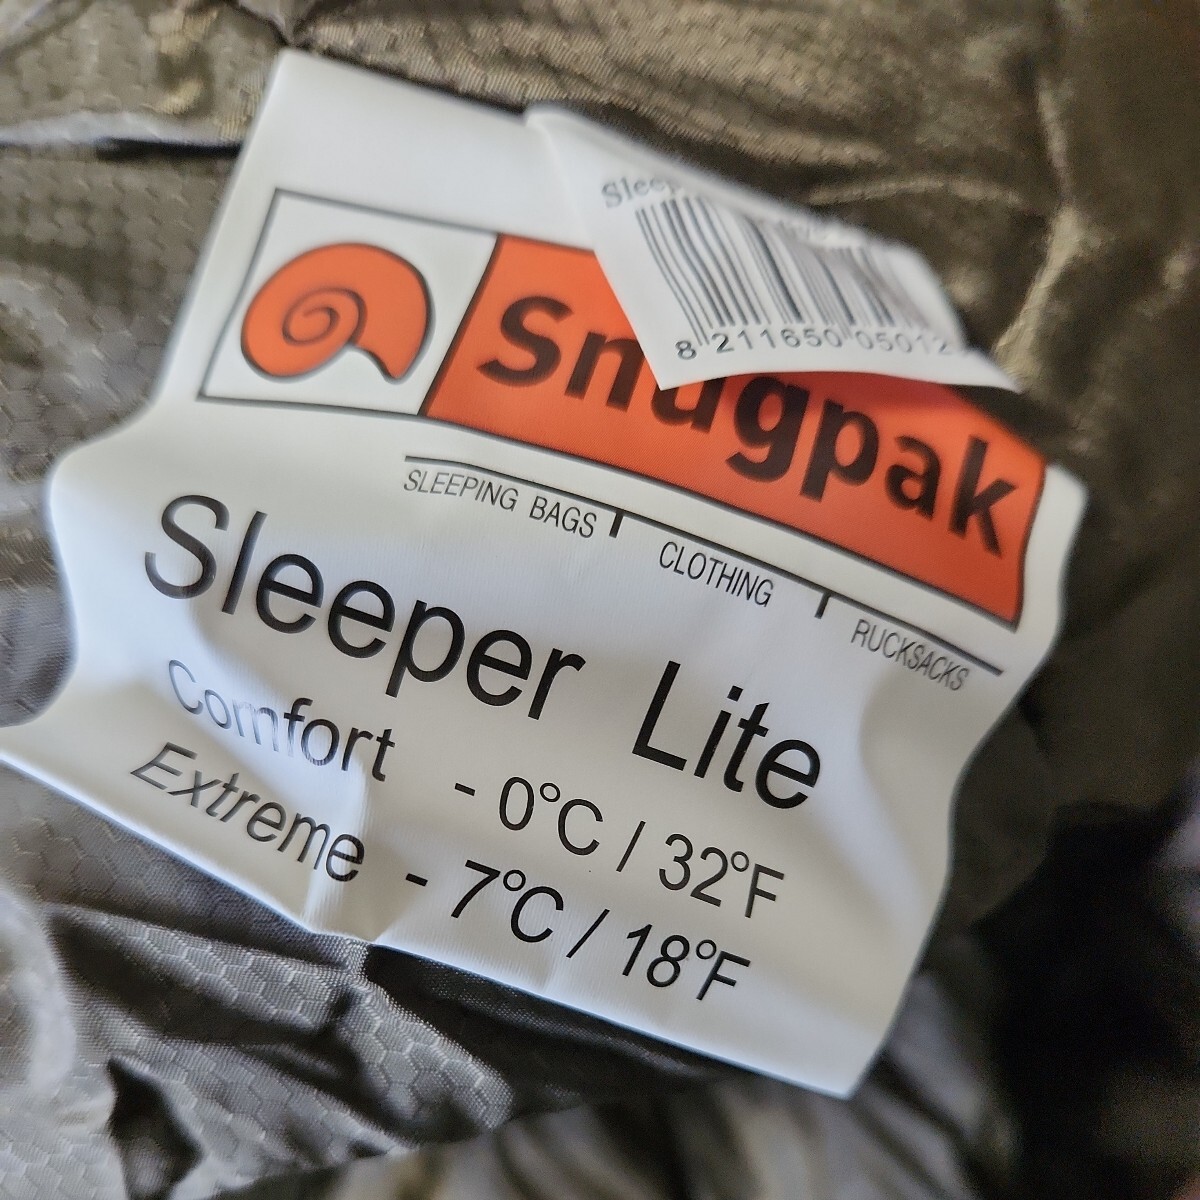 8 211650 05012
Snugpak
SLEEPING BAGS CLOTHING RUCKSACKS
Sleeper Lite
Comfort - 0°C / 32°F
Extreme - 7°C / 18°F